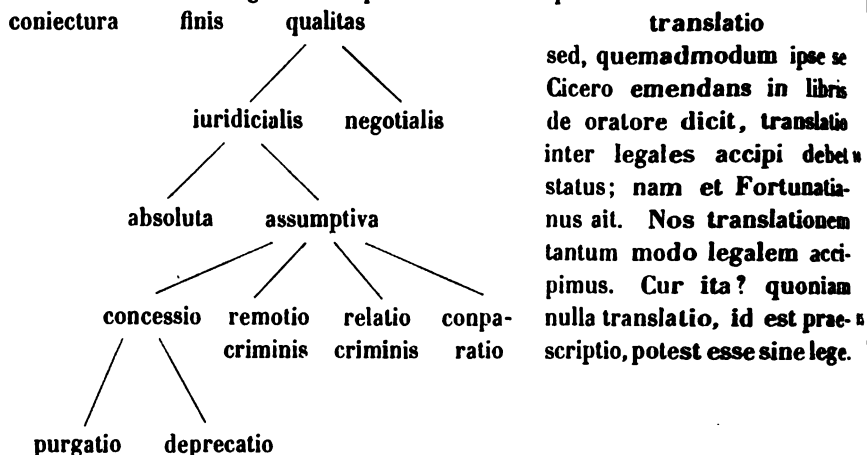 coniectura finis qualitas translatio
sed, quemadmodum ipse se
Cicero emendans in libris
iuridicialis negotialis de oratore dicit, translatio
inter legales accipi debet
status; nam et Fortunatia-
absoluta assumptiva nus ait. Nos translationem
tantum modo legalem acci-
pimus. Cur ita? quoniam
concessio remotio relatio conpa- nulla translatio, id est prae-
criminis criminis ratio scriptio, potest esse sine lege.
purgatio deprecatio